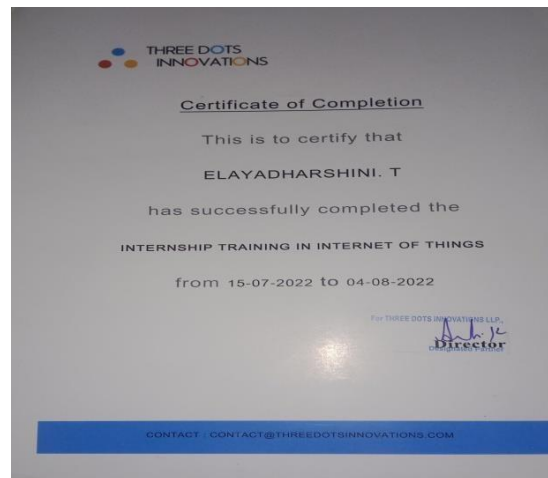 THREE DOTS
INNOVATIONS
Certificate of Completion
This is to certify that
ELAYADHARSHINI. T
has successfully completed the
INTERNSHIP TRAINING IN INTERNET OF THINGS
from 15-07-2022 to 04-08-2022
For THREE DOTS INNOVATIONS LLP.,
Director
Designated Partner
CONTACT : CONTACT@THREEDOTSINNOVATIONS.COM